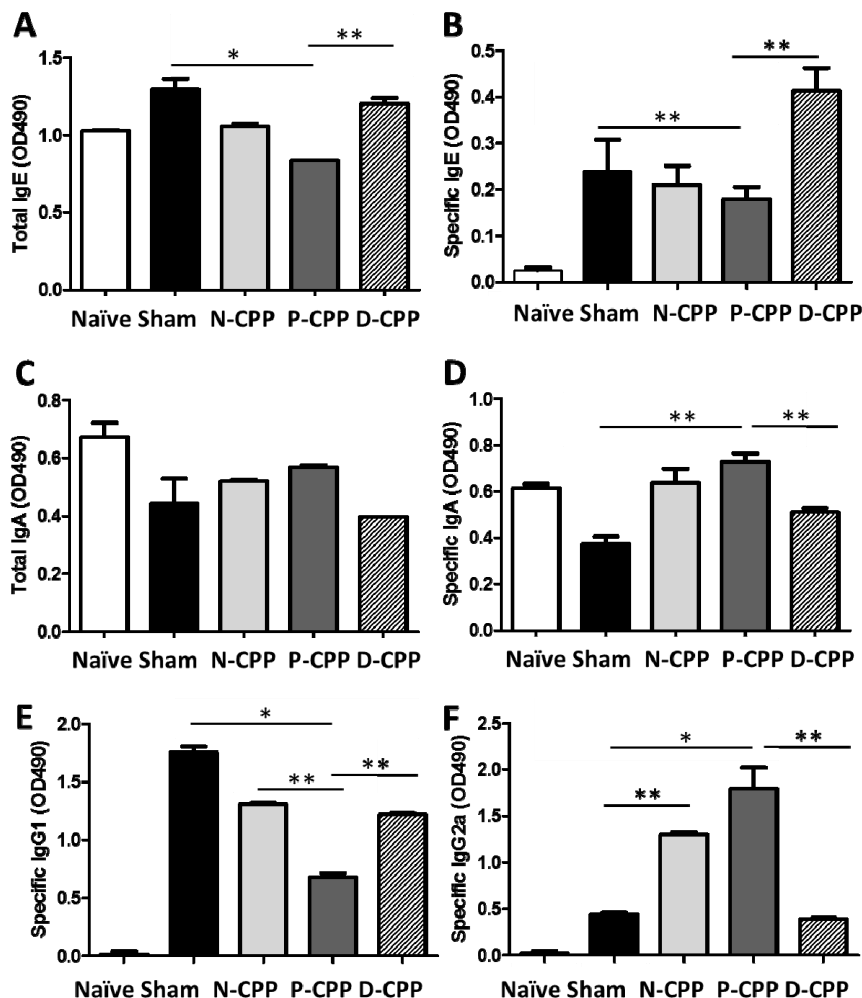 A
Total IgE (OD490)
1.5
1.0
0.5
0.0
*
**
Naïve Sham N-CPP P-CPP D-CPP
B
Specific IgE (OD490)
0.5
0.4
0.3
0.2
0.1
0.0
**
**
Naïve Sham N-CPP P-CPP D-CPP
C
Total IgA (OD490)
0.8
0.6
0.4
0.2
0.0
Naïve Sham N-CPP P-CPP D-CPP
D
Specific IgA (OD490)
1.0
0.8
0.6
0.4
0.2
0.0
**
**
Naïve Sham N-CPP P-CPP D-CPP
E
Specific IgG1 (OD490)
2.0
1.5
1.0
0.5
0.0
*
**
**
Naïve Sham N-CPP P-CPP D-CPP
F
Specific IgG2a (OD490)
2.5
2.0
1.5
1.0
0.5
0.0
*
**
**
Naïve Sham N-CPP P-CPP D-CPP